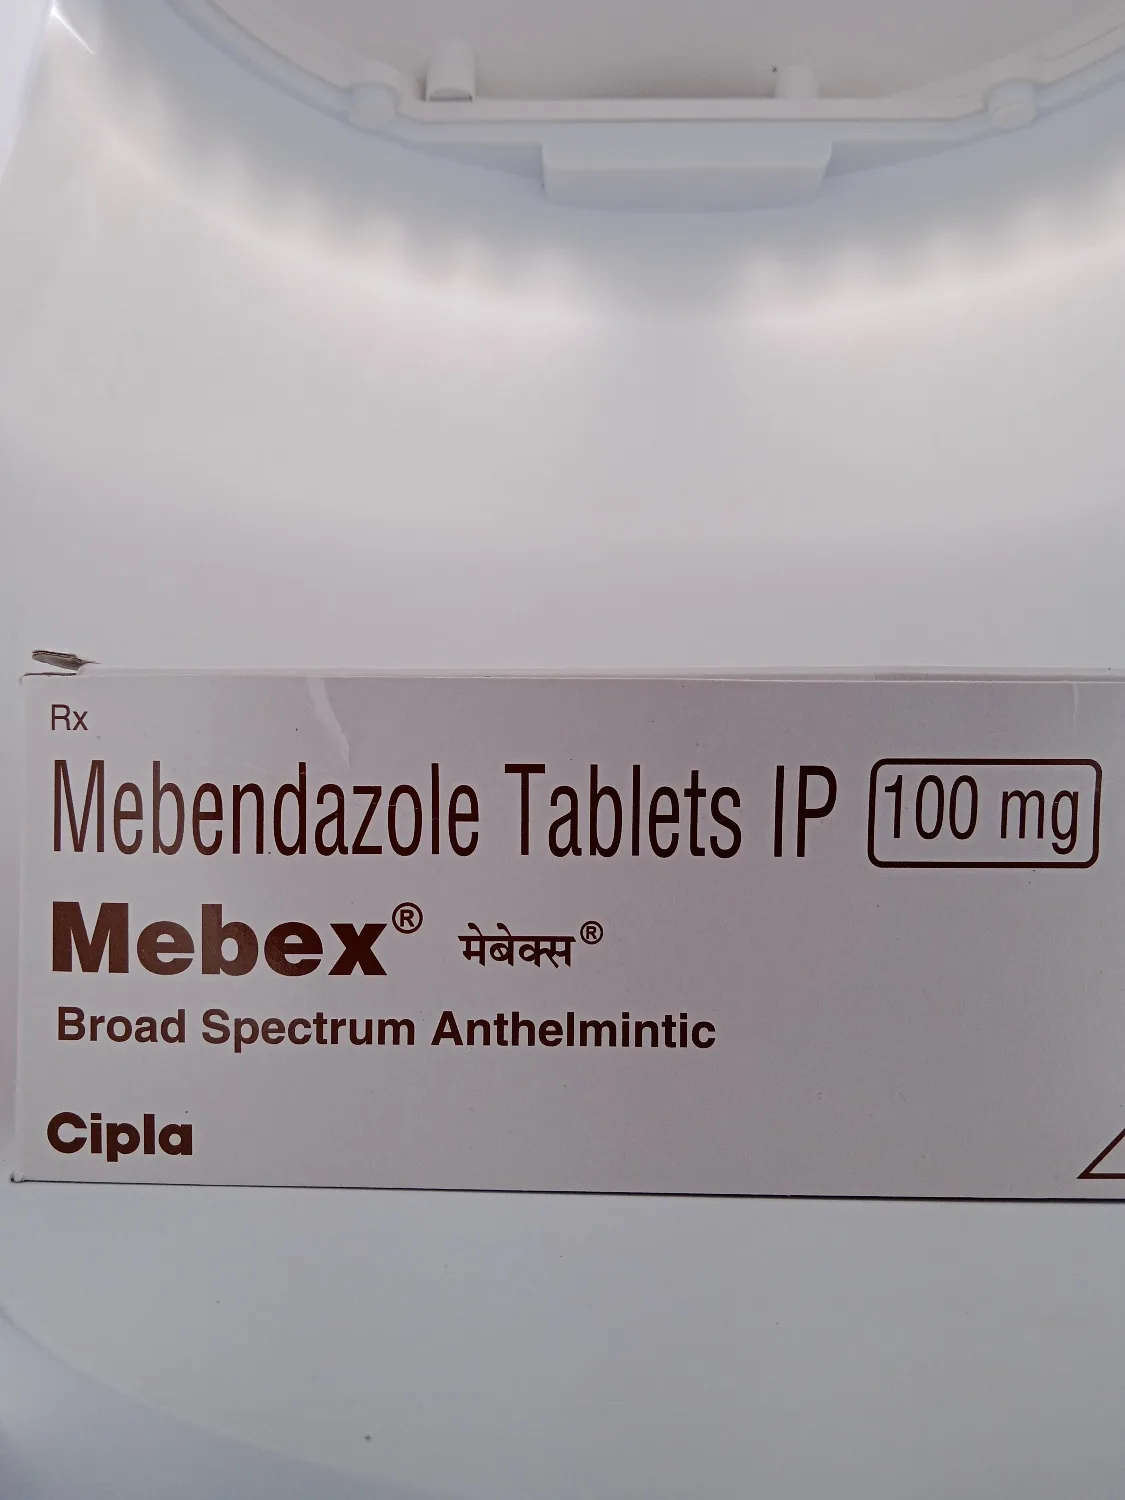 Rx
Mebendazole Tablets IP 100 mg
Mebex® मेबेक्स®
Broad Spectrum Anthelmintic
Cipla